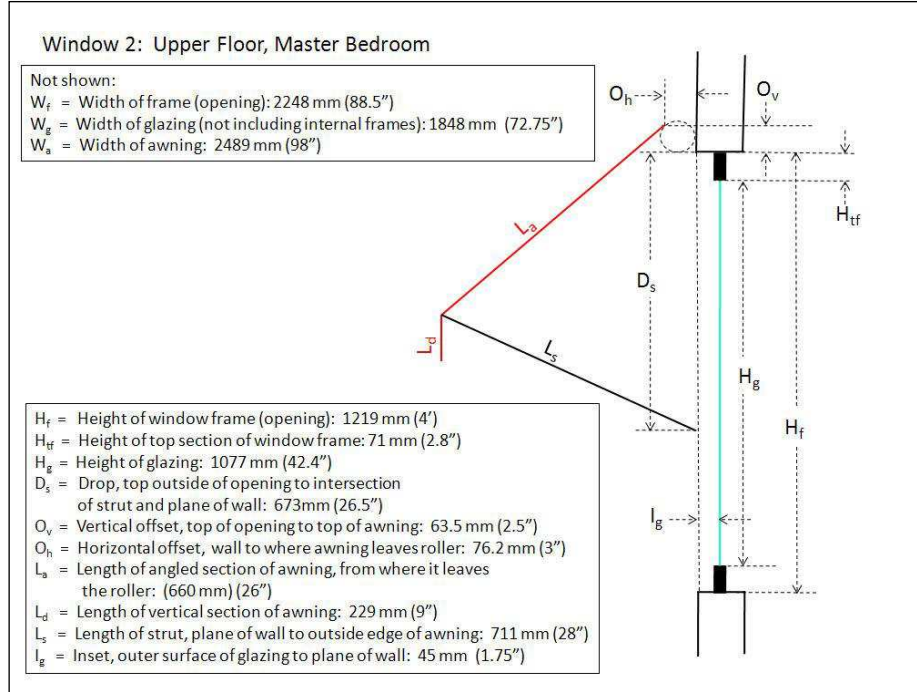 Window 2: Upper Floor, Master Bedroom
Not shown:
Wf = Width of frame (opening): 2248 mm (88.5”)
Wg = Width of glazing (not including internal frames): 1848 mm (72.75”)
Wa = Width of awning: 2489 mm (98”)
Oh
Ov
Htf
La
Ds
Ld
Ls
Hg
Hf
Ig
Hf = Height of window frame (opening): 1219 mm (4’)
Htf = Height of top section of window frame: 71 mm (2.8”)
Hg = Height of glazing: 1077 mm (42.4”)
Ds = Drop, top outside of opening to intersection
of strut and plane of wall: 673mm (26.5”)
Ov = Vertical offset, top of opening to top of awning: 63.5 mm (2.5”)
Oh = Horizontal offset, wall to where awning leaves roller: 76.2 mm (3”)
La = Length of angled section of awning, from where it leaves
the roller: (660 mm) (26”)
Ld = Length of vertical section of awning: 229 mm (9”)
Ls = Length of strut, plane of wall to outside edge of awning: 711 mm (28”)
Ig = Inset, outer surface of glazing to plane of wall: 45 mm (1.75”)